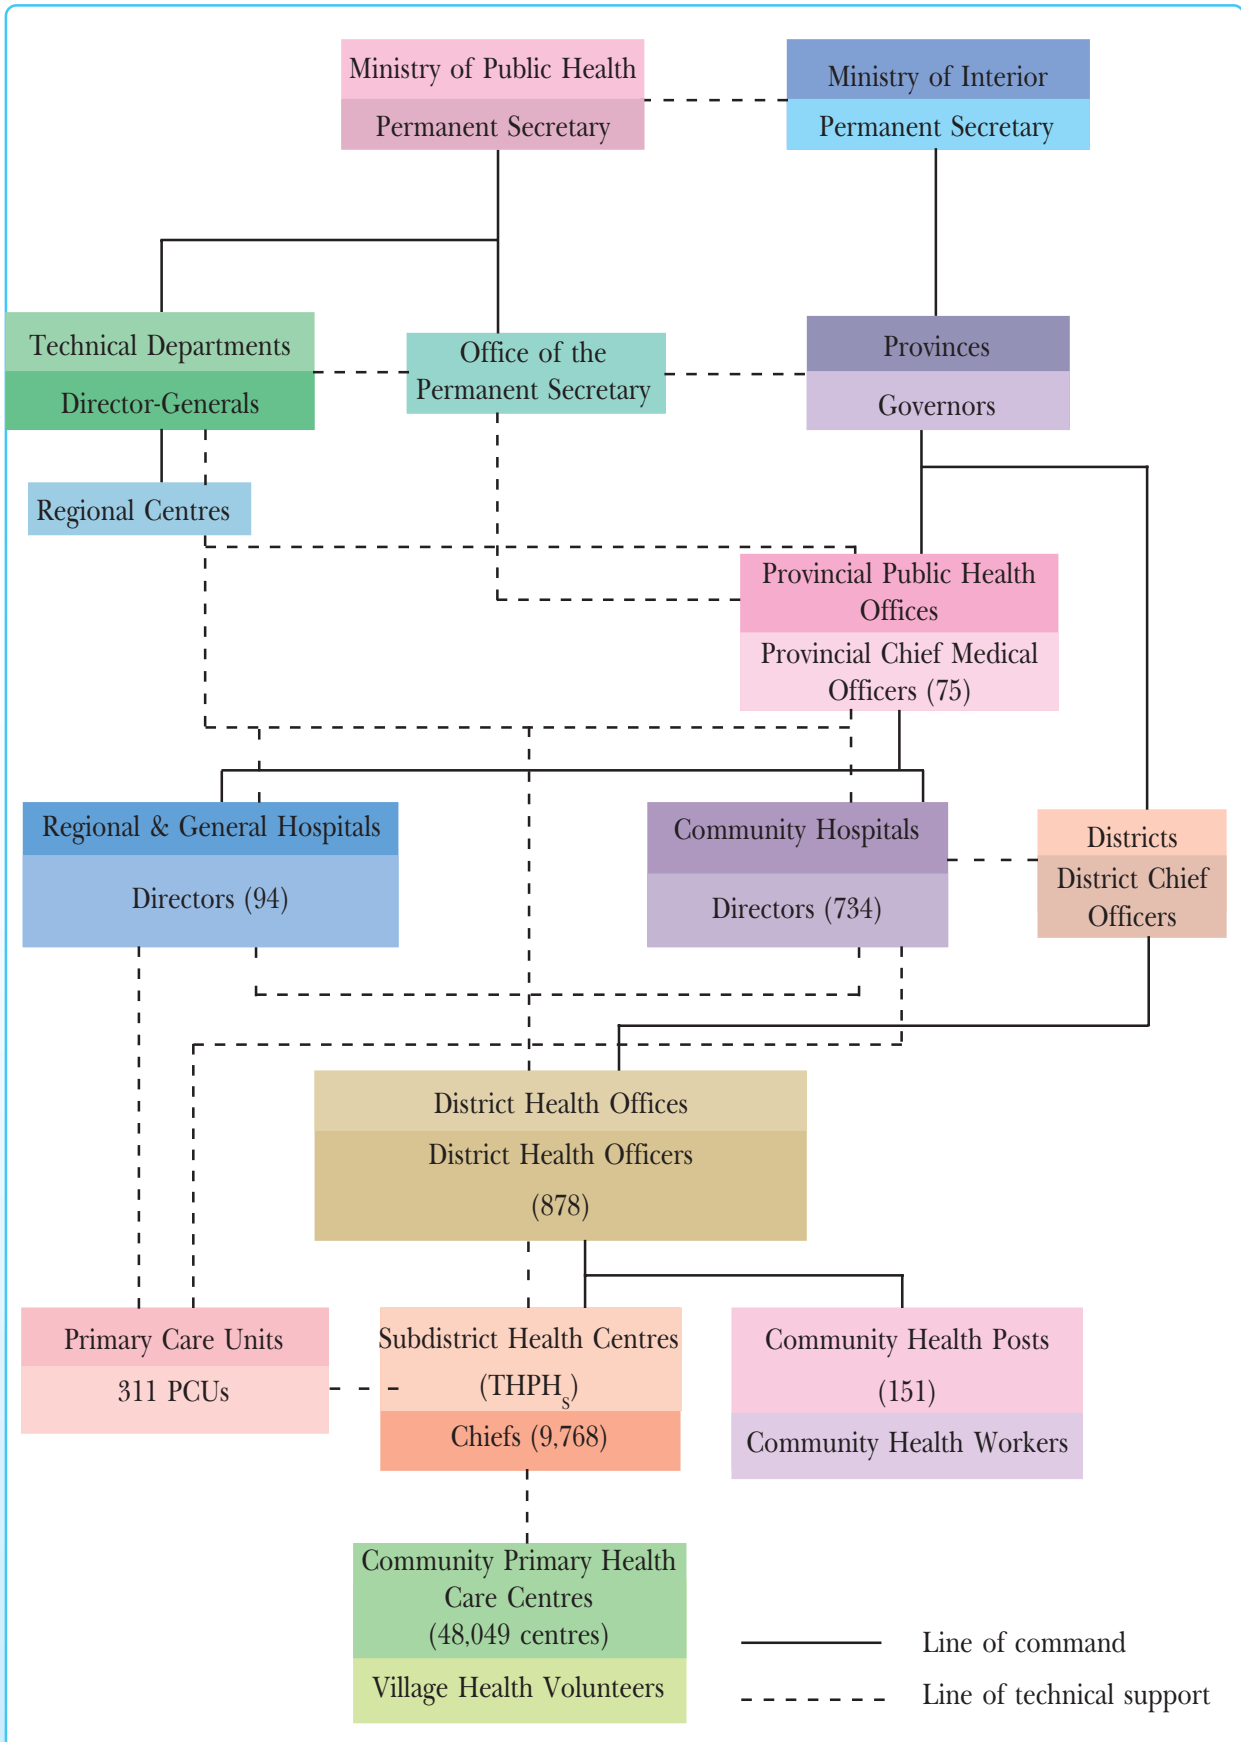 Ministry of Public Health
Permanent Secretary
Ministry of Interior
Permanent Secretary
Technical Departments
Director-Generals
Office of the
Permanent Secretary
Provinces
Governors
Regional Centres
Provincial Public Health
Offices
Provincial Chief Medical
Officers (75)
Regional & General Hospitals
Directors (94)
Community Hospitals
Directors (734)
Districts
District Chief
Officers
District Health Offices
District Health Officers
(878)
Primary Care Units
311 PCUs
Subdistrict Health Centres
(THPHs)
Chiefs (9,768)
Community Health Posts
(151)
Community Health Workers
Community Primary Health
Care Centres
(48,049 centres)
Village Health Volunteers
Line of command
Line of technical support